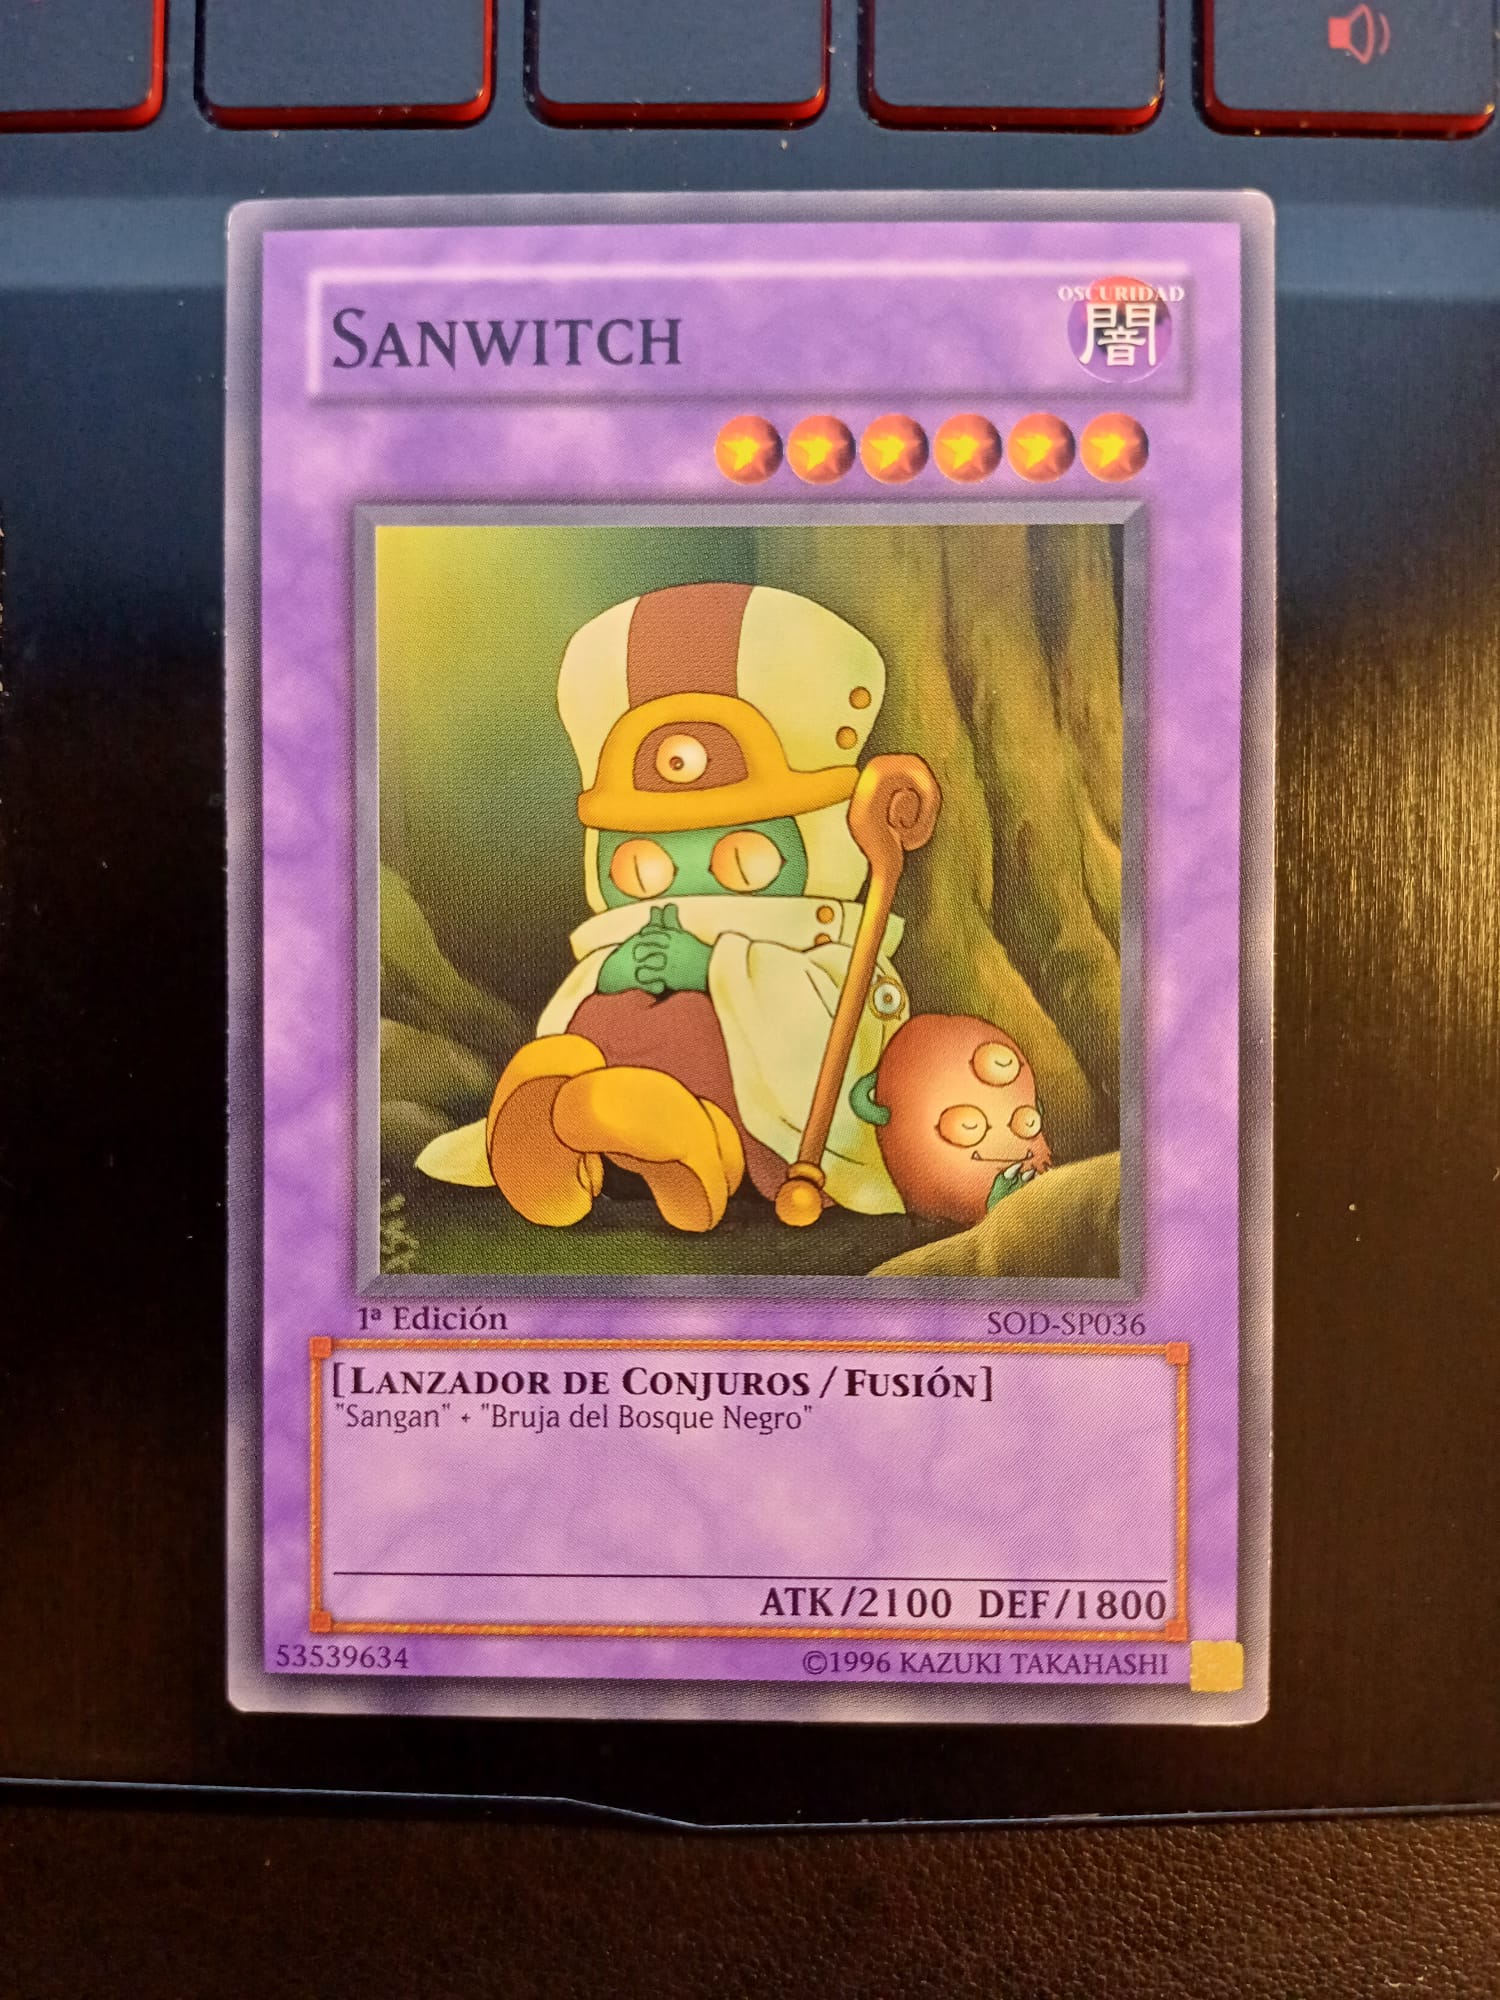 SANWITCH
OSCURIDAD
闇
1ª Edición
SOD-SP036
[LANZADOR DE CONJUROS / FUSIÓN]
"Sangan" + "Bruja del Bosque Negro"
ATK/2100 DEF/1800
53539634
©1996 KAZUKI TAKAHASHI